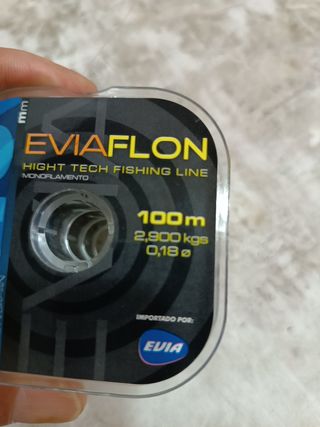 EVIAFLON
HIGHT TECH FISHING LINE
MONOFILAMENTO
100m
2,900 kgs
0,18 ø
IMPORTADO POR:
EVIA